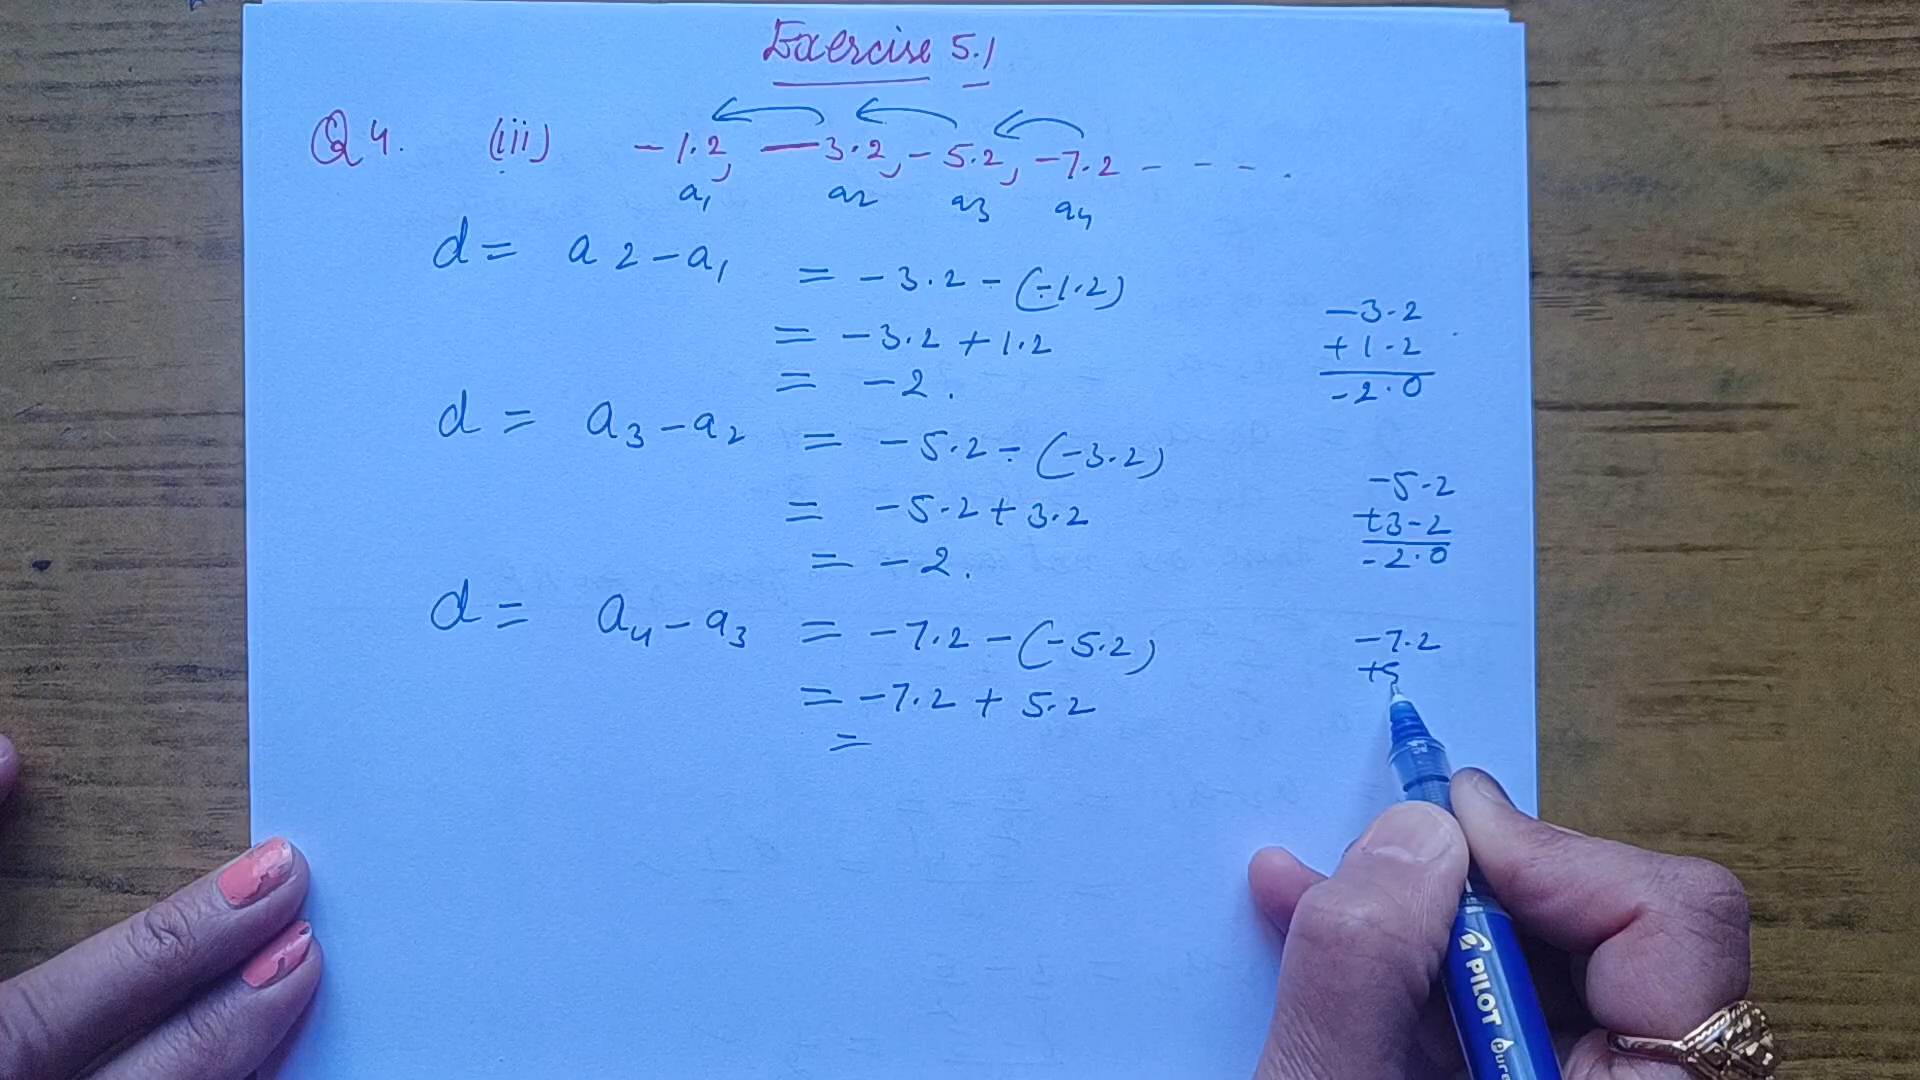 Exercise 5.1
Q4. (iii) -1.2, -3.2, -5.2, -7.2 - - - .
a1 a2 a3 a4
d = a2-a1 = -3.2-(-1.2)
= -3.2+1.2
= -2.
-3.2
+1.2
-2.0
d = a3-a2 = -5.2-(-3.2)
= -5.2+3.2
= -2.
-5.2
+3-2
-2.0
d = a4-a3 = -7.2-(-5.2)
= -7.2 + 5.2
=
-7.2
+5
PILOT
Pure